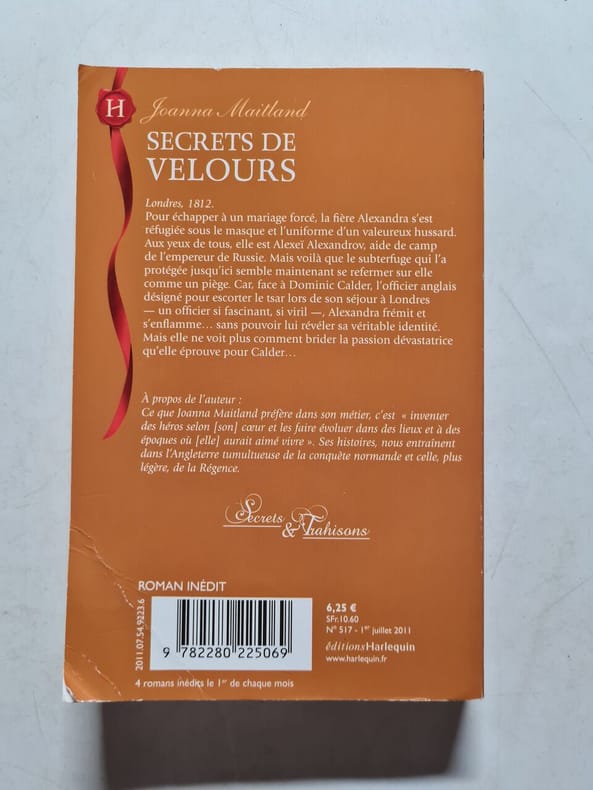 H
Joanna Maitland
SECRETS DE
VELOURS
Londres, 1812.
Pour échapper à un mariage forcé, la fière Alexandra s'est
réfugiée sous le masque et l'uniforme d'un valeureux hussard.
Aux yeux de tous, elle est Alexeï Alexandrov, aide de camp
de l'empereur de Russie. Mais voilà que le subterfuge qui l'a
protégée jusqu'ici semble maintenant se refermer sur elle
comme un piège. Car, face à Dominic Calder, l'officier anglais
désigné pour escorter le tsar lors de son séjour à Londres
— un officier si fascinant, si viril —, Alexandra frémit et
s'enflamme… sans pouvoir lui révéler sa véritable identité.
Mais elle ne voit plus comment brider la passion dévastatrice
qu'elle éprouve pour Calder…
À propos de l'auteur :
Ce que Joanna Maitland préfère dans son métier, c'est « inventer
des héros selon [son] cœur et les faire évoluer dans des lieux et à des
époques où [elle] aurait aimé vivre ». Ses histoires, nous entraînent
dans l'Angleterre tumultueuse de la conquête normande et celle, plus
légère, de la Régence.
Secrets
& Trahisons
ROMAN INÉDIT
2011.07.54.9223.6
9 782280 225069
6,25 €
SFr.10.60
N° 517 - 1er juillet 2011
éditionsHarlequin
www.harlequin.fr
4 romans inédits le 1er de chaque mois